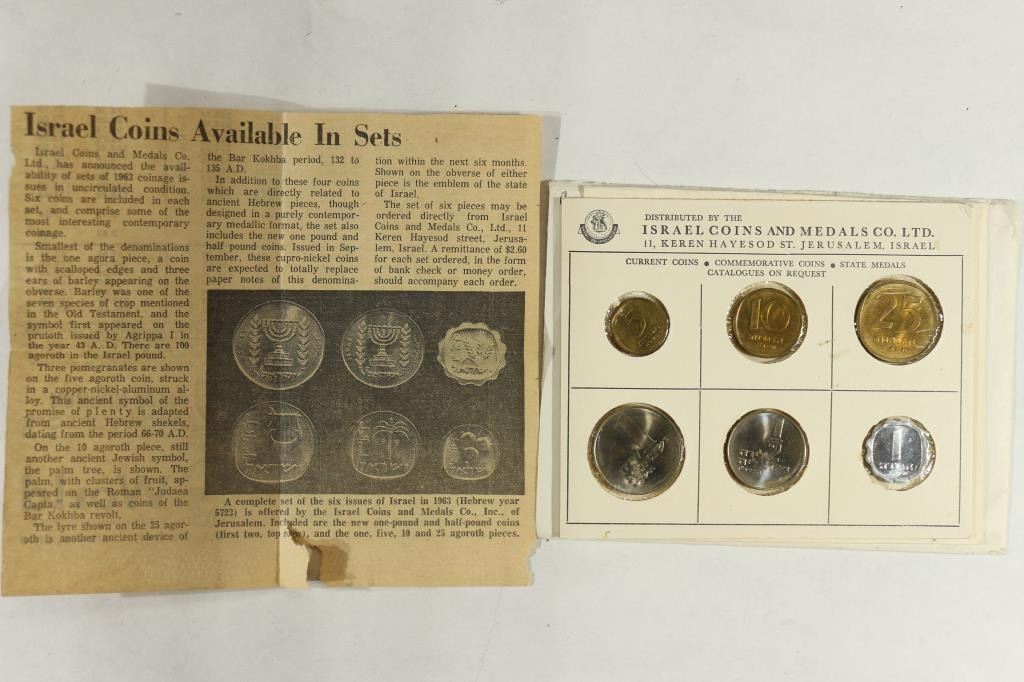 Israel Coins Available In Sets
Israel Coins and Medals Co.
Ltd., has announced the avail-
ability of sets of 1963 coinage is-
sues in uncirculated condition.
Six coins are included in each
set, and comprise some of the
most interesting contemporary
coinage.
Smallest of the denominations
is the one agora piece, a coin
with scalloped edges and three
ears of barley appearing on the
obverse. Barley was one of the
seven species of crop mentioned
in the Old Testament, and the
symbol first appeared on the
prutoth issued by Agrippa I in
the year 43 A. D. There are 100
agoroth in the Israel pound.
Three pomegranates are shown
on the five agoroth coin, struck
in a copper-nickel-aluminum al-
loy. This ancient symbol of the
promise of plenty is adapted
from ancient Hebrew shekels,
dating from the period 66-70 A.D.
On the 10 agoroth piece, still
another ancient Jewish symbol,
the palm tree, is shown. The
palm, with clusters of fruit, ap-
peared on the Roman "Judaea
Capta," as well as coins of the
Bar Kokhba revolt.
The lyre shown on the 25 agor-
oth is another ancient device of
the Bar Kokhba period, 132 to
135 A.D.
In addition to these four coins
which are directly related to
ancient Hebrew pieces, though
designed in a purely contempor-
ary medallic format, the set also
includes the new one pound and
half pound coins. Issued in Sep-
tember, these cupro-nickel coins
are expected to totally replace
paper notes of this denomina-
tion within the next six months.
Shown on the obverse of either
piece is the emblem of the state
of Israel.
The set of six pieces may be
ordered directly from Israel
Coins and Medals Co., Ltd., 11
Keren Hayesod street, Jerusa-
lem, Israel. A remittance of $2.60
for each set ordered, in the form
of bank check or money order,
should accompany each order.
A complete set of the six issues of Israel in 1963 (Hebrew year
5723) is offered by the Israel Coins and Medals Co., Inc., of
Jerusalem. Included are the new one-pound and half-pound coins
(first two, top row), and the one, five, 10 and 25 agoroth pieces.
DISTRIBUTED BY THE
ISRAEL COINS AND MEDALS CO. LTD.
11, KEREN HAYESOD ST. JERUSALEM, ISRAEL
CURRENT COINS • COMMEMORATIVE COINS • STATE MEDALS
CATALOGUES ON REQUEST
5
10
25
1